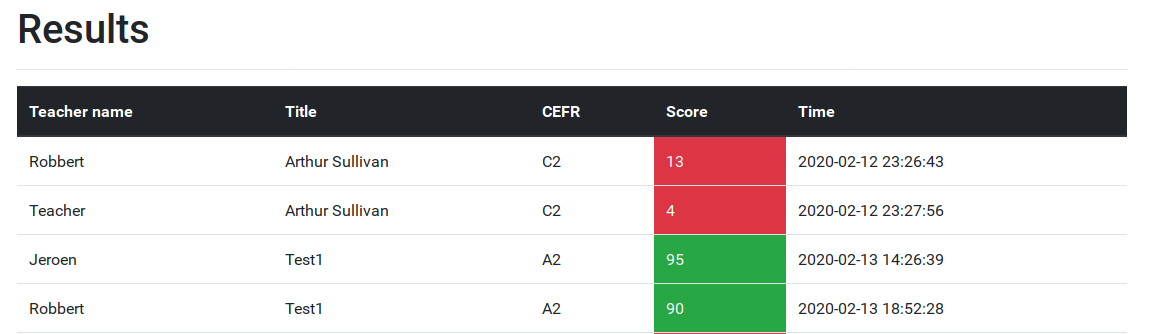 Results
Teacher name Title CEFR Score Time
Robbert Arthur Sullivan C2 13 2020-02-12 23:26:43
Teacher Arthur Sullivan C2 4 2020-02-12 23:27:56
Jeroen Test1 A2 95 2020-02-13 14:26:39
Robbert Test1 A2 90 2020-02-13 18:52:28